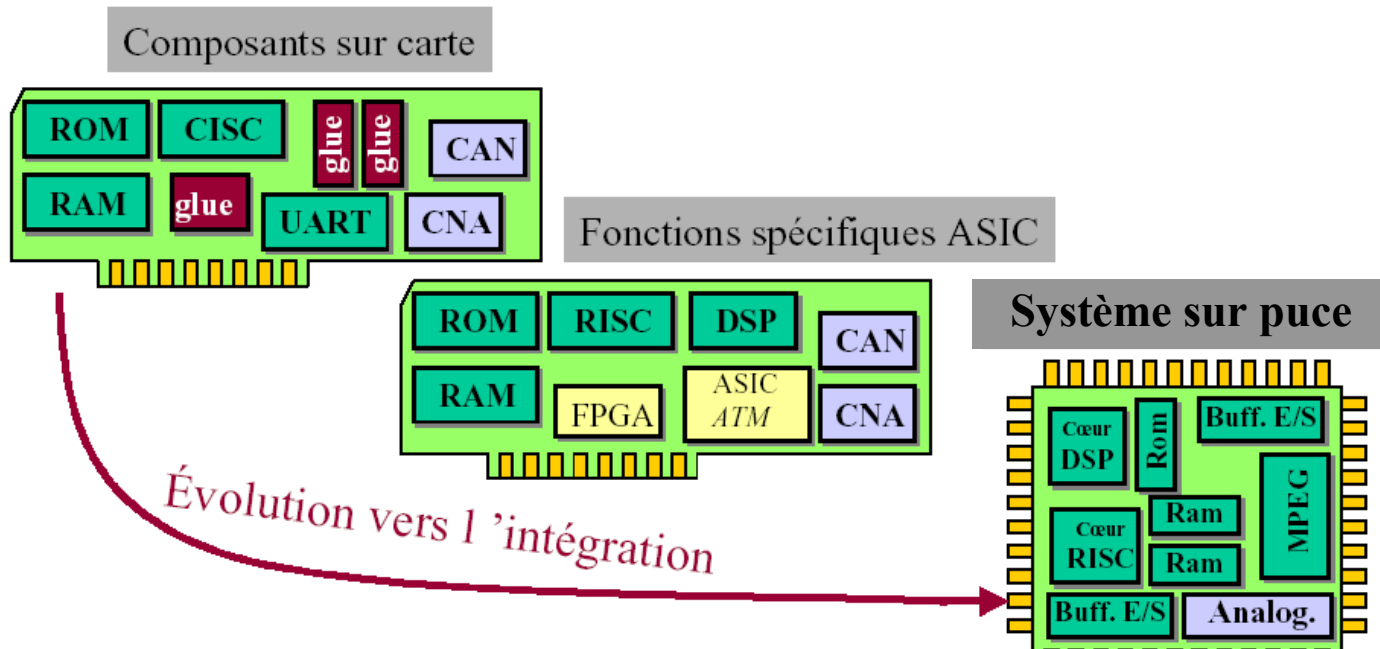 Composants sur carte
ROM CISC glue glue CAN
RAM glue UART CNA
Fonctions spécifiques ASIC
ROM RISC DSP CAN
RAM FPGA ASIC
ATM
CNA
Système sur puce
Cœur
DSP
Rom
Buff. E/S
MPEG
Ram
Cœur
RISC
Ram
Buff. E/S
Analog.
Évolution vers l ’intégration